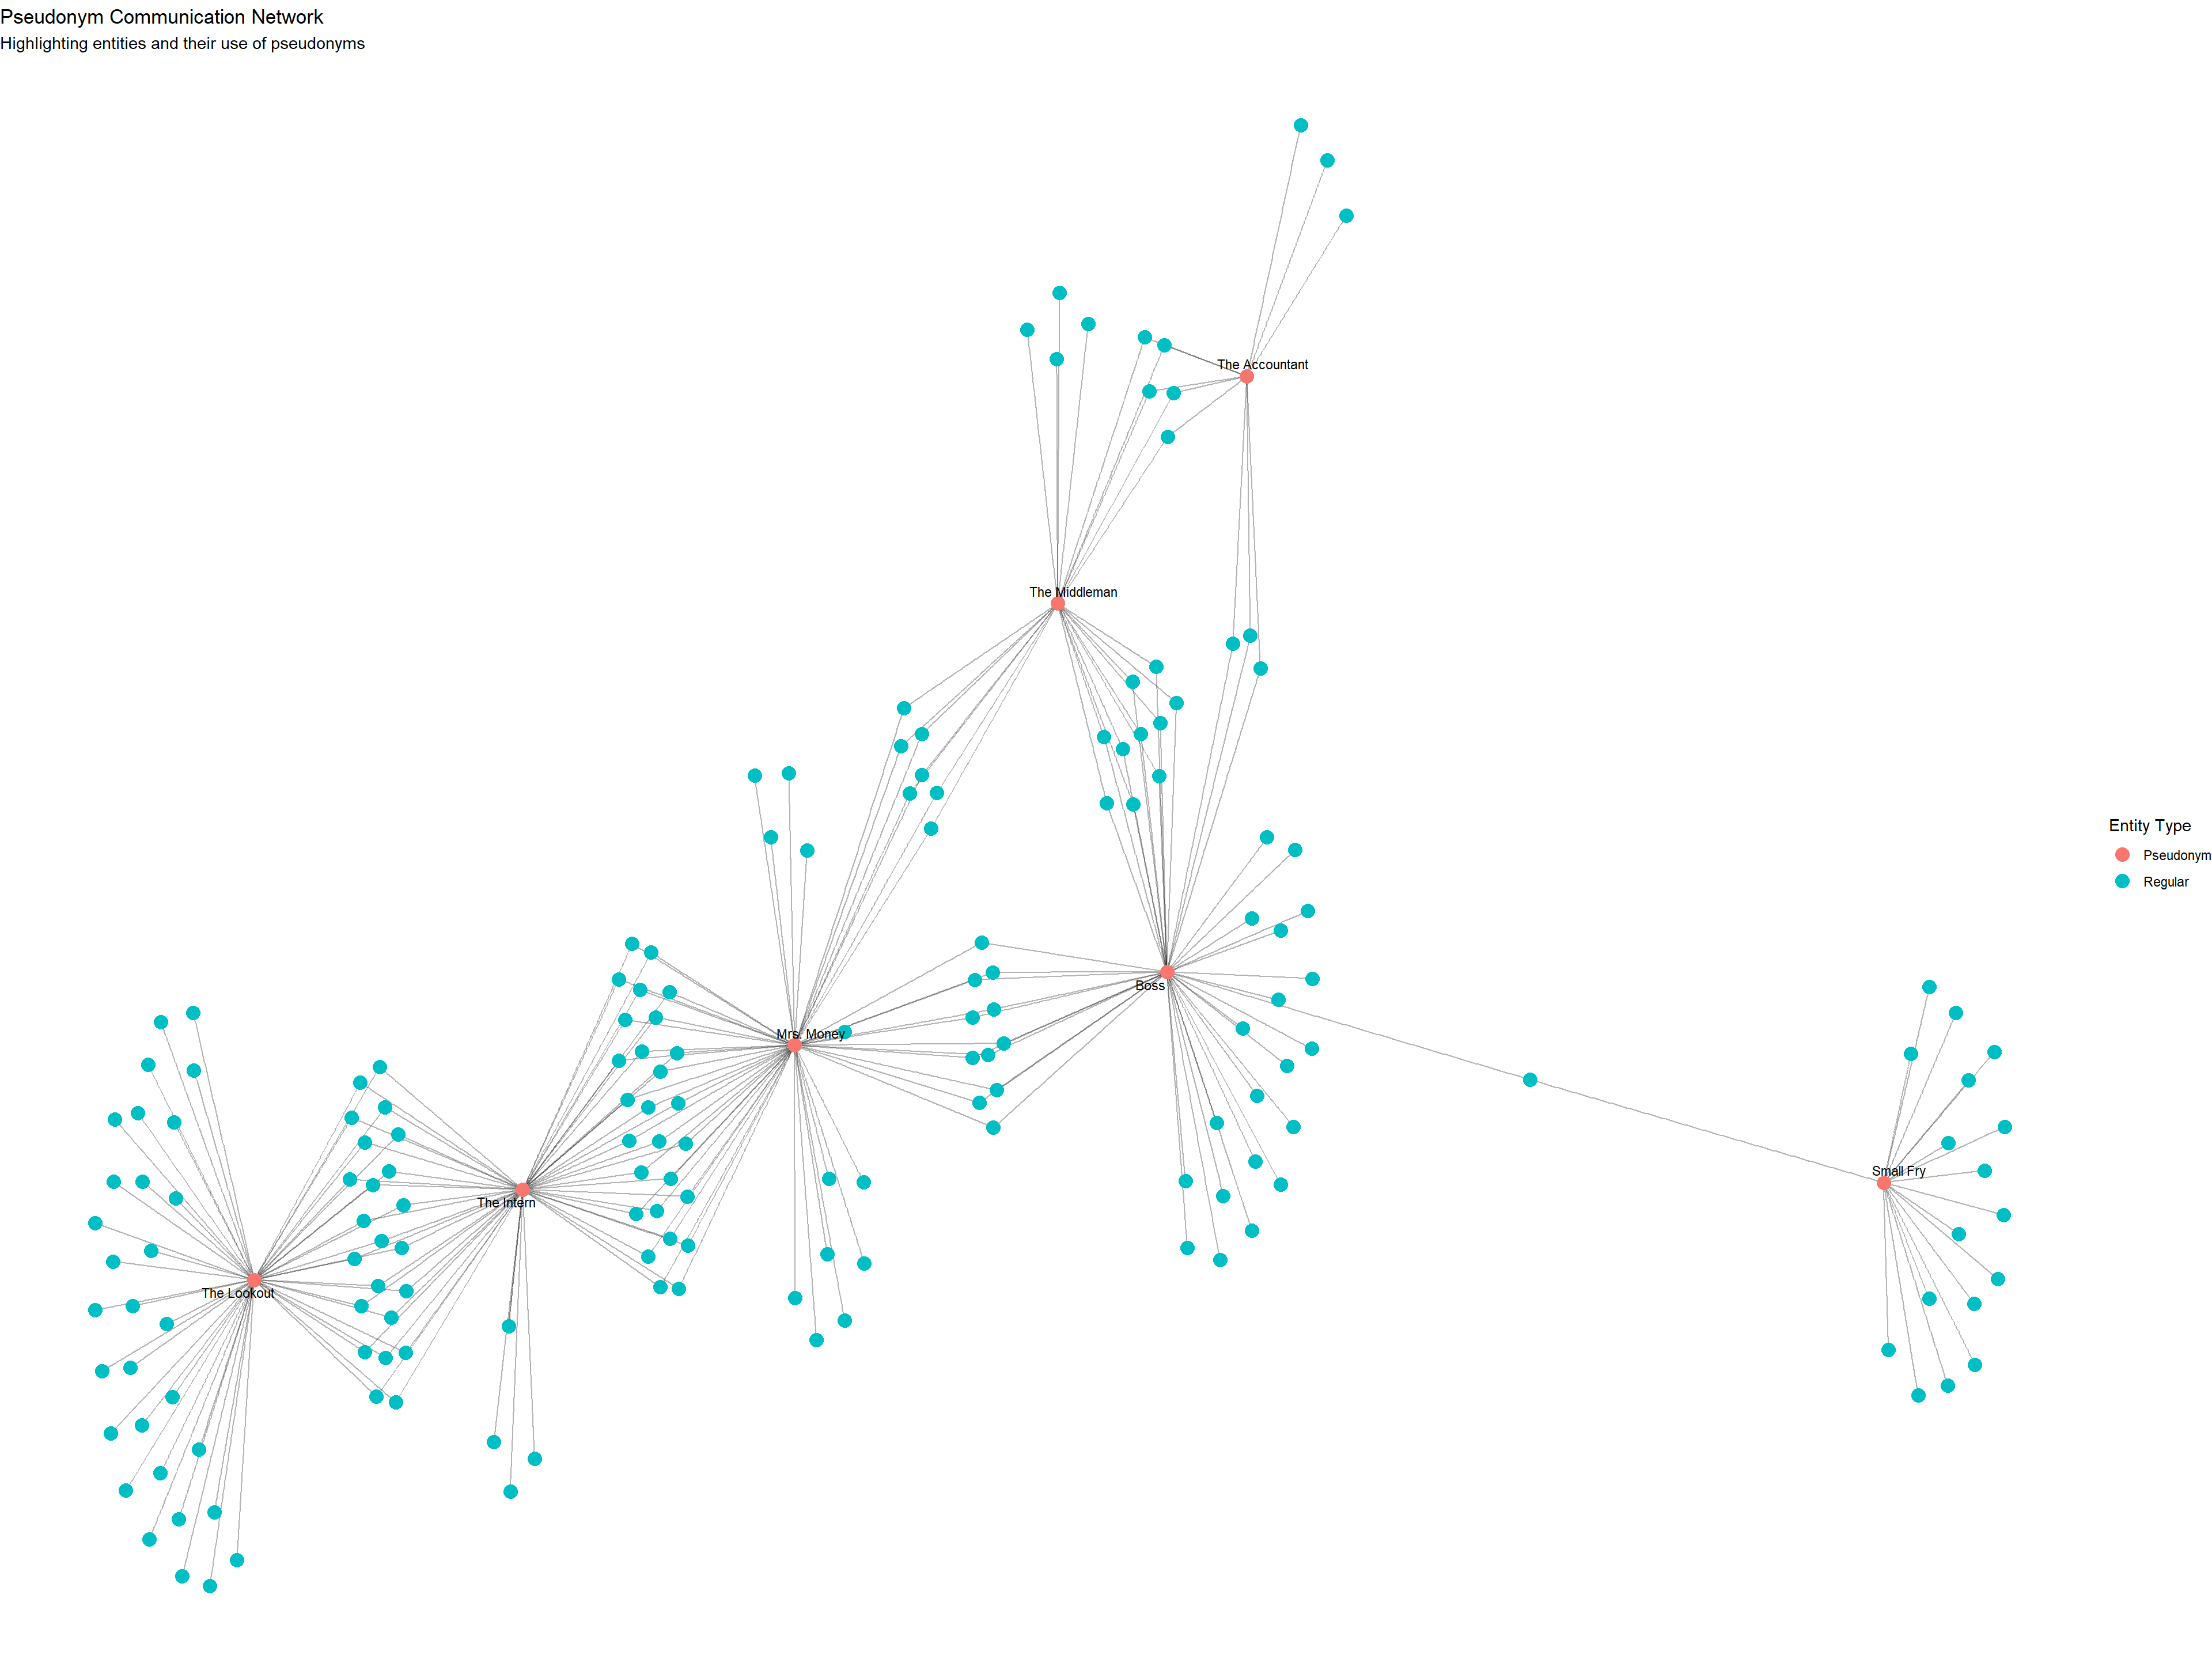 Pseudonym Communication Network
Highlighting entities and their use of pseudonyms
The Accountant
The Middleman
Entity Type
Pseudonym
Regular
Boss
Mrs. Money
Small Fry
The Intern
The Lookout